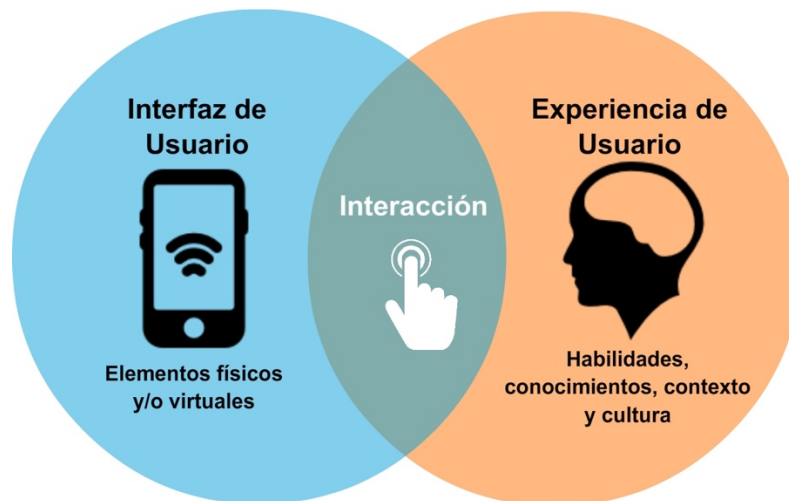 Interfaz de
Usuario
Elementos físicos
y/o virtuales
Interacción
Experiencia de
Usuario
Habilidades,
conocimientos, contexto
y cultura